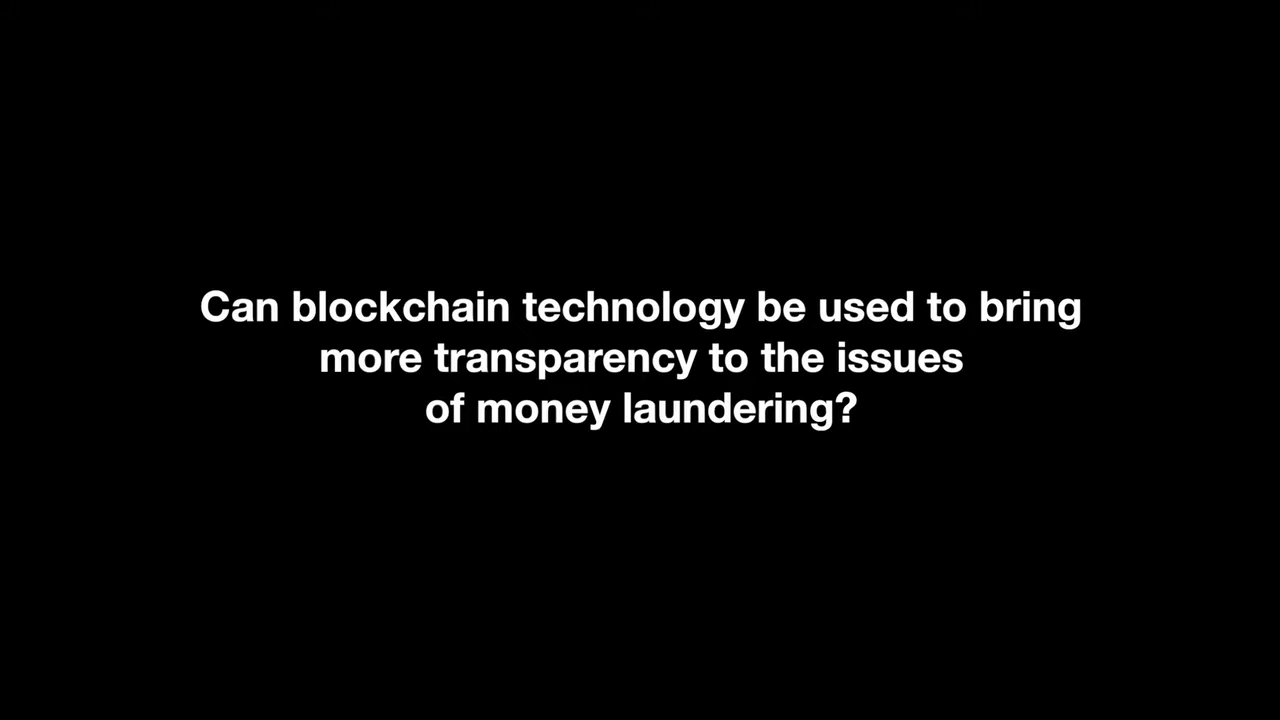 Can blockchain technology be used to bring
more transparency to the issues
of money laundering?